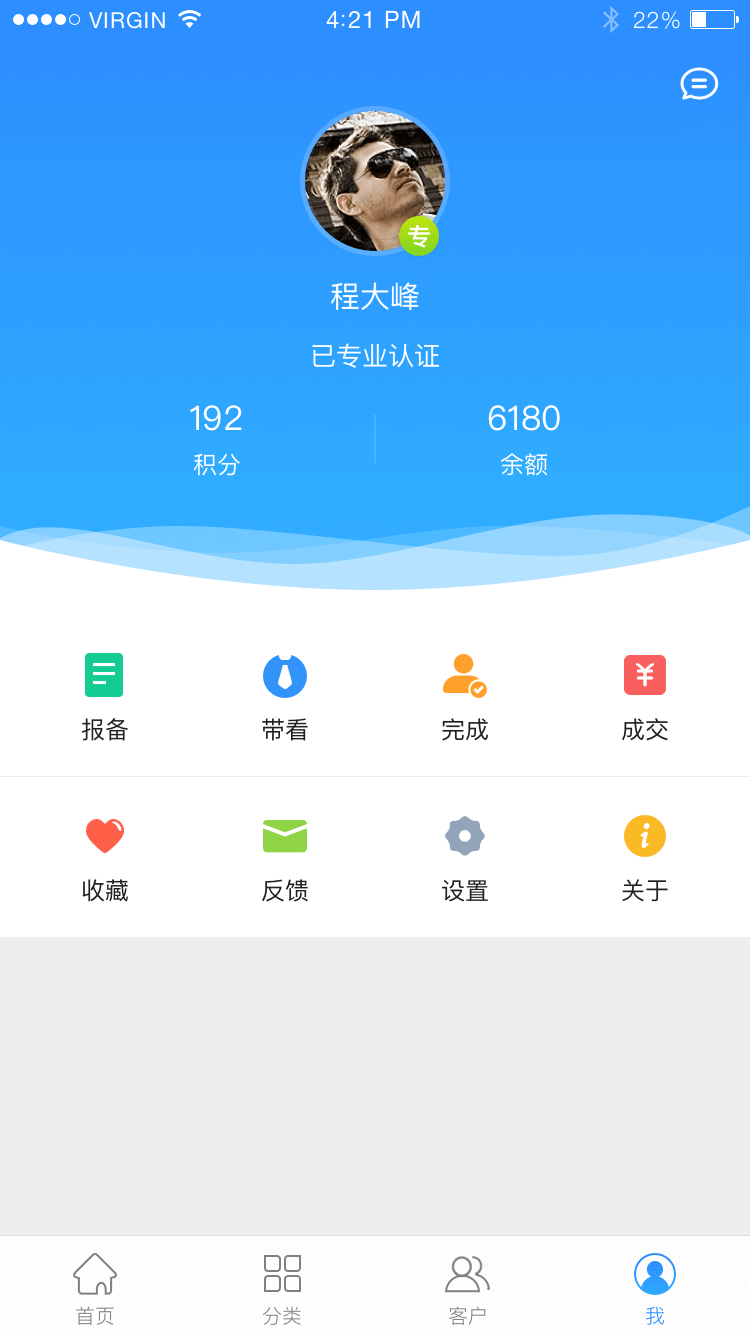 VIRGIN 4:21 PM 22%
专
程大峰
已专业认证
192 6180
积分 余额
报备 带看 完成 成交
收藏 反馈 设置 关于
首页 分类 客户 我